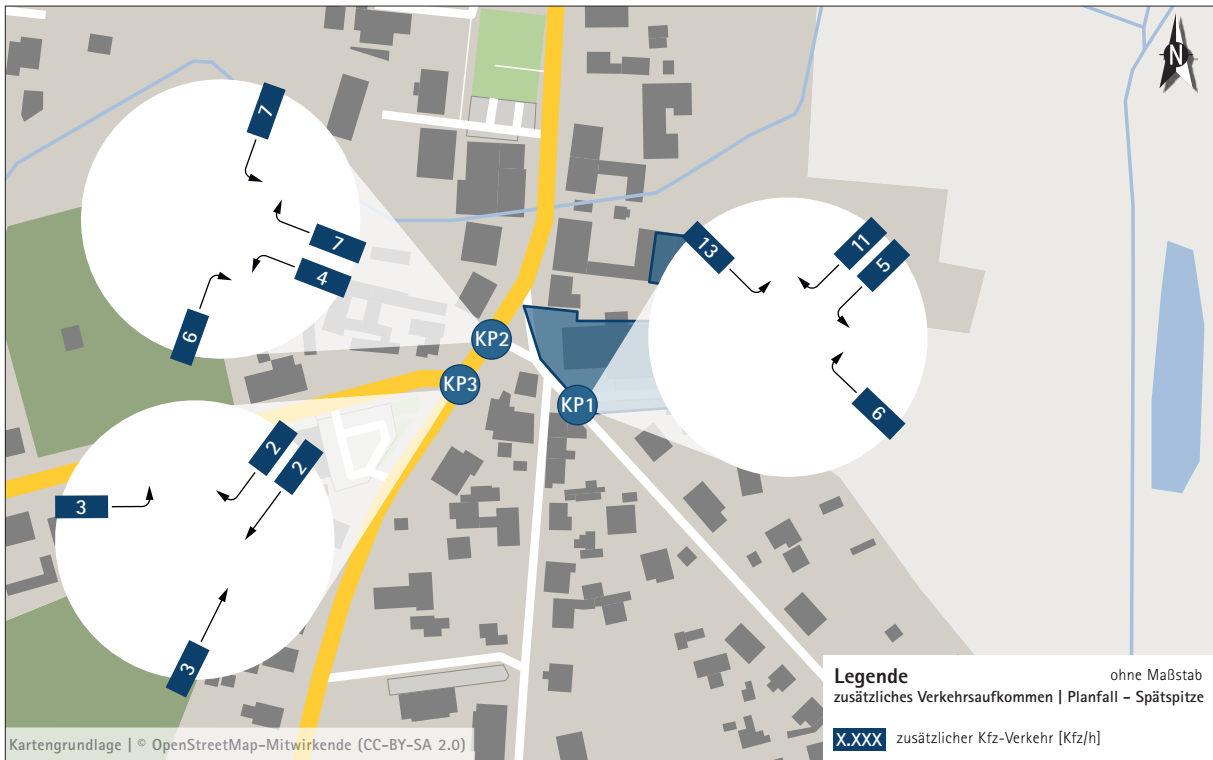 N
7
7
4
6
13
11
5
6
KP2
KP3
KP1
2
2
3
3
Legende
ohne Maßstab
zusätzliches Verkehrsaufkommen | Planfall – Spätspitze
X.XXX zusätzlicher Kfz-Verkehr [Kfz/h]
Kartengrundlage | © OpenStreetMap-Mitwirkende (CC-BY-SA 2.0)